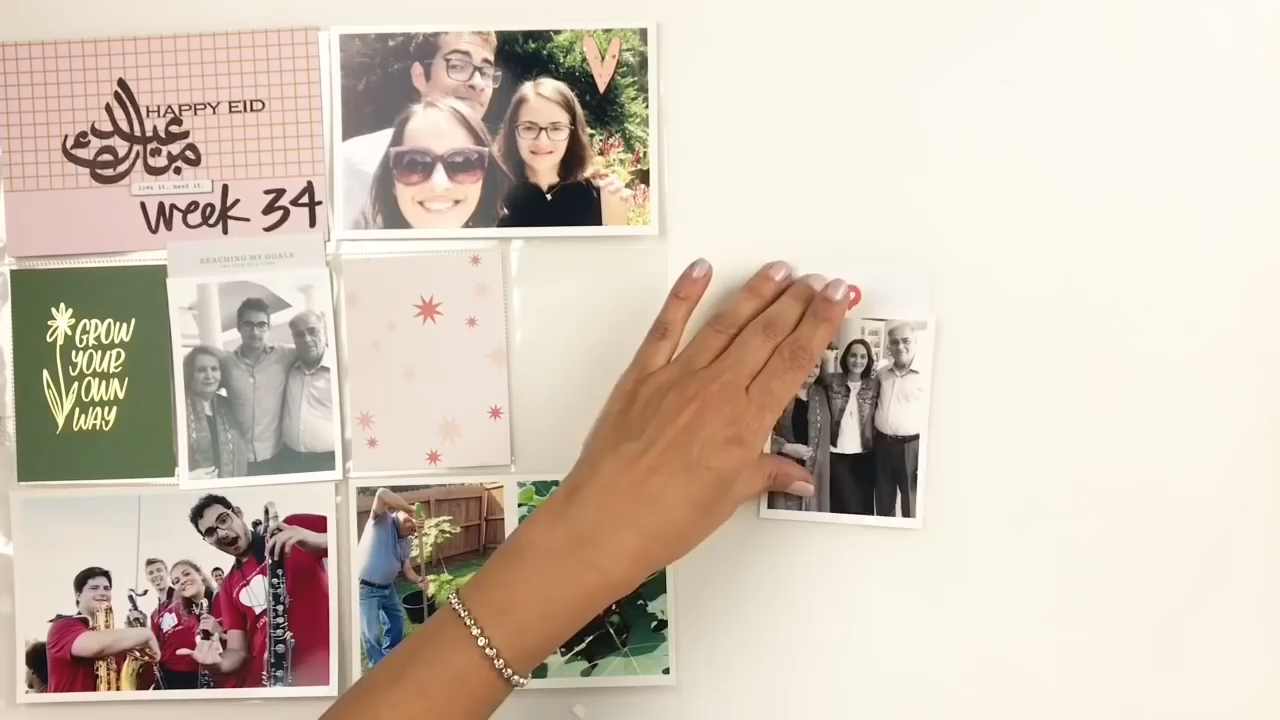 HAPPY EID
عيد مبارك
love it. need it.
week 34
REACHING MY GOALS
GROW
YOUR
OWN
WAY